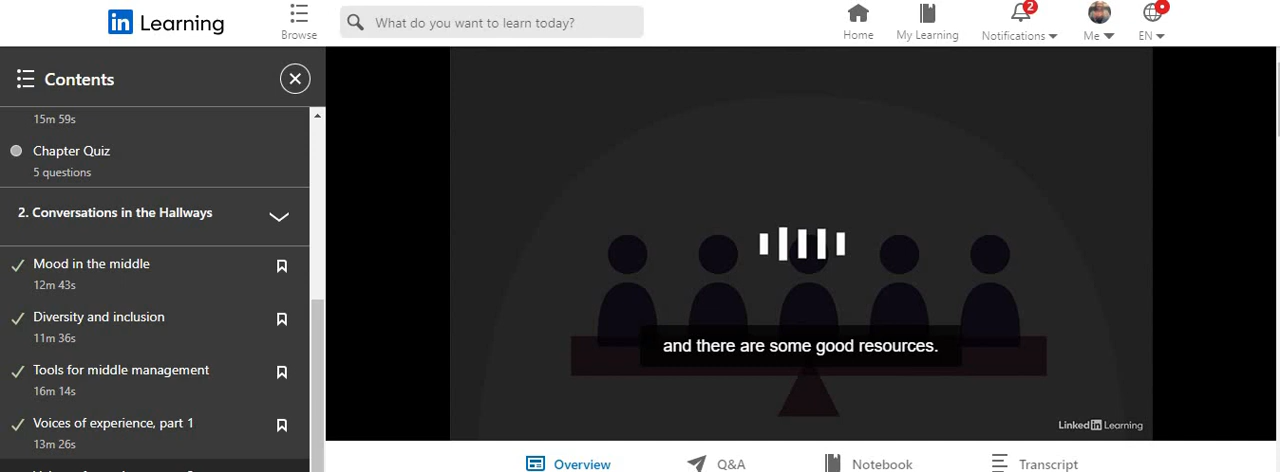 in Learning
Browse
What do you want to learn today?
Home
My Learning
2
Notifications
Me
EN
Contents
15m 59s
Chapter Quiz
5 questions
2. Conversations in the Hallways
Mood in the middle
12m 43s
Diversity and inclusion
11m 36s
Tools for middle management
16m 14s
Voices of experience, part 1
13m 26s
and there are some good resources.
Linked in Learning
Overview
Q&A
Notebook
Transcript